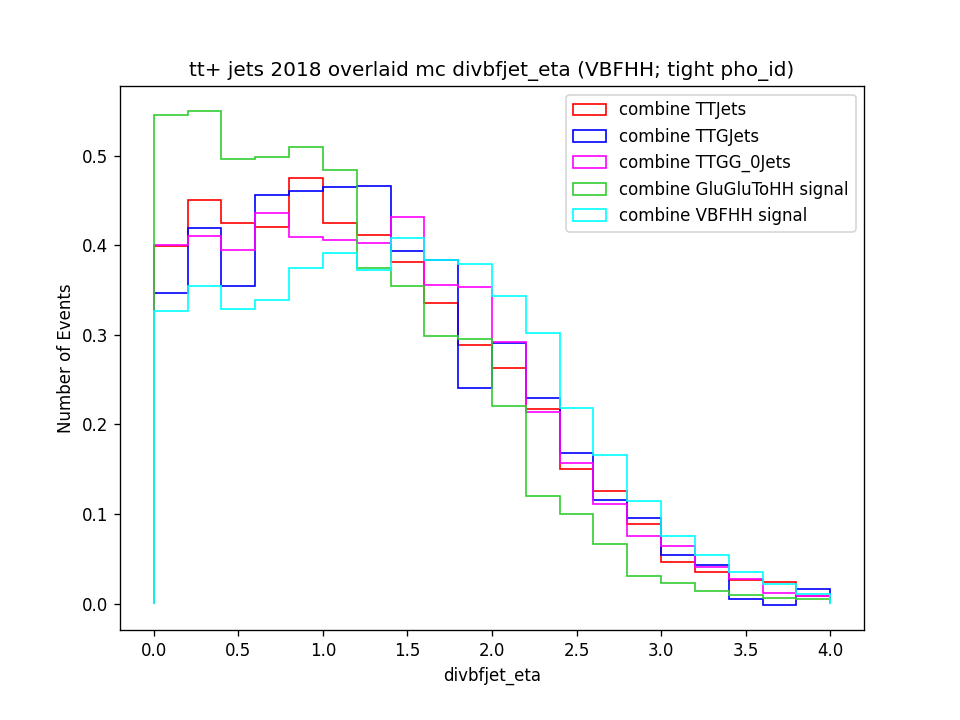 tt+ jets 2018 overlaid mc divbfjet_eta (VBFHH; tight pho_id)
combine TTJets
combine TTGJets
combine TTGG_0Jets
combine GluGluToHH signal
combine VBFHH signal
Number of Events
0.5
0.4
0.3
0.2
0.1
0.0
0.0 0.5 1.0 1.5 2.0 2.5 3.0 3.5 4.0
divbfjet_eta